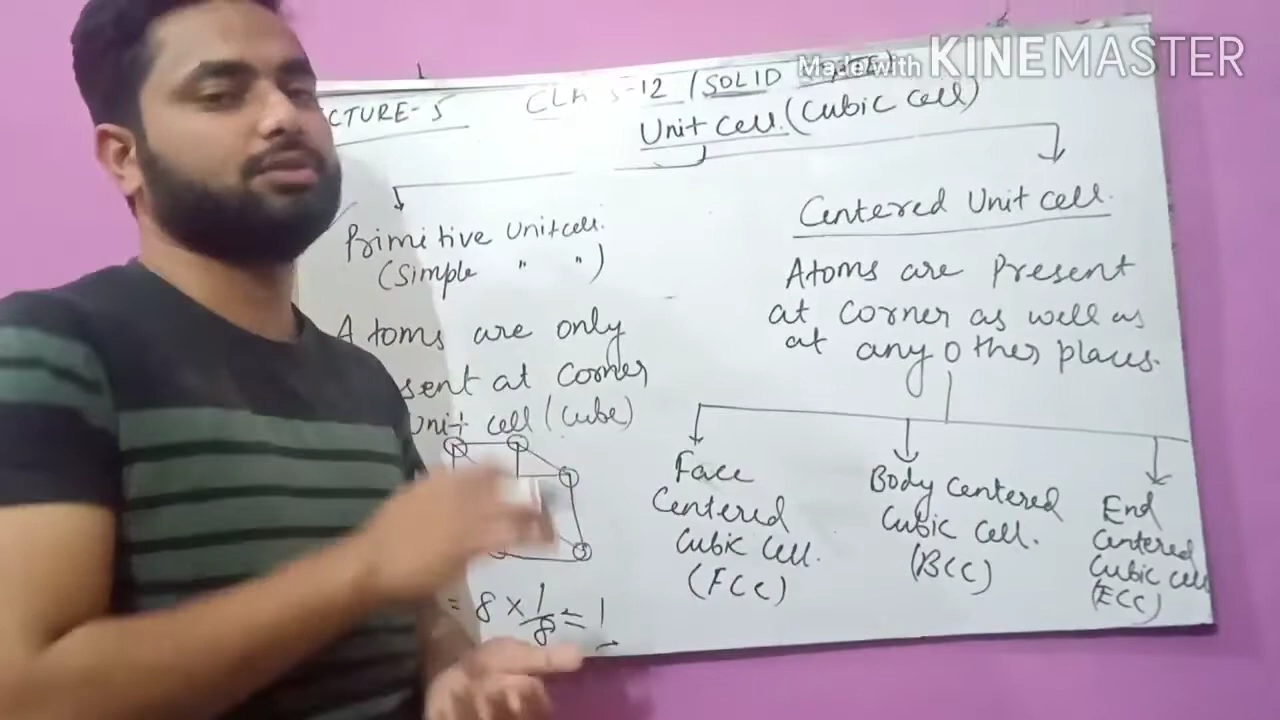 Made with KINEMASTER
CTURE-5
CLA S-12 / SOLID
Unit cell. (Cubic cell)
Primitive Unitcell.
(Simple " " )
Atoms are only
sent at Corner
Unit cell (Cube)
= 8 × 1/8 = 1
Centered Unit cell.
Atoms are Present
at Corner as well as
at any Other places.
Face
Centered
Cubic Cell.
(FCC)
Body Centered
Cubic Cell.
(BCC)
End
Centered
Cubic cell
(ECC)